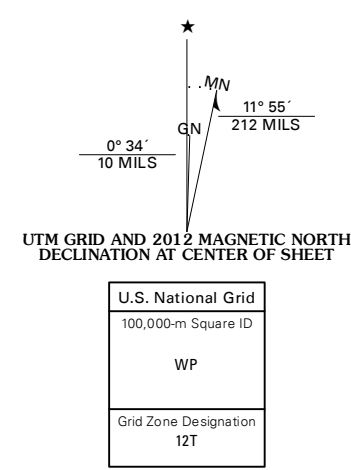 MN
11° 55´
212 MILS
GN
0° 34´
10 MILS
UTM GRID AND 2012 MAGNETIC NORTH
DECLINATION AT CENTER OF SHEET
U.S. National Grid
100,000-m Square ID
WP
Grid Zone Designation
12T